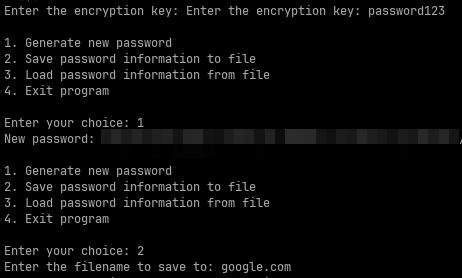 Enter the encryption key: Enter the encryption key: password123
1. Generate new password
2. Save password information to file
3. Load password information from file
4. Exit program
Enter your choice: 1
New password:
1. Generate new password
2. Save password information to file
3. Load password information from file
4. Exit program
Enter your choice: 2
Enter the filename to save to: google.com